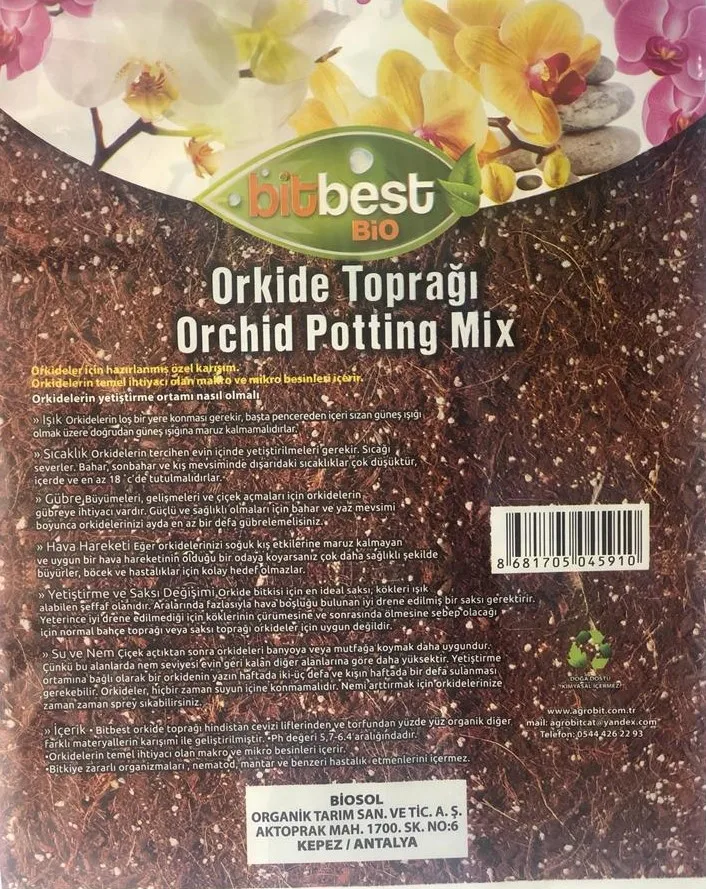 bitbest
BiO
Orkide Toprağı
Orchid Potting Mix
Orkideler için hazırlanmış özel karışım.
Orkidelerin temel ihtiyacı olan makro ve mikro besinlesi içerir.
Orkidelerin yetiştirme ortamı nasıl olmalı
» Işık Orkidelerin loş bir yere konması gerekir, başta pencereden içeri sızan güneş ışığı
olmak üzere doğrudan güneş ışığına maruz kalmamalıdırlar.
» Sıcaklık Orkidelerin tercihen evin içinde yetiştirilmeleri gerekir. Sıcağı
severler. Bahar, sonbahar ve kış mevsiminde dışarıdaki sıcaklıklar çok düşüktür,
içerde ve en az 18 °c'de tutulmalıdırlar.
» Gübre Büyümeleri, gelişmeleri ve çiçek açmaları için orkidelerin
gübreye ihtiyacı vardır. Güçlü ve sağlıklı olmaları için bahar ve yaz mevsimi
boyunca orkidelerinizi ayda en az bir defa gübrelemelisiniz.
» Hava Hareketi Eğer orkidelerinizi soğuk kış etkilerine maruz kalmayan
ve uygun bir hava hareketinin olduğu bir odaya koyarsanız çok daha sağlıklı şekilde
büyürler, böcek ve hastalıklar için kolay hedef olmazlar.
» Yetiştirme ve Saksı Değişimi Orkide bitkisi için en ideal saksı, kökleri ışık
alabilen şeffaf olanıdır. Aralarında fazlasıyla hava boşluğu bulunan iyi drene edilmiş bir saksı gerektirir.
Yeterince iyi drene edilmediği için köklerinin çürümesine ve sonrasında ölmesine sebep olacağı
için normal bahçe toprağı veya saksı toprağı orkideler için uygun değildir.
» Su ve Nem Çiçek açtıktan sonra orkideleri banyoya veya mutfağa koymak daha uygundur.
Çünkü bu alanlarda nem seviyesi evin geri kalan diğer alanlarına göre daha yüksektir. Yetiştirme
ortamına bağlı olarak bir orkidenin yazın haftada iki-üç defa ve kışın haftada bir defa sulanması
gerekebilir. Orkideler, hiçbir zaman suyun içine konmamalıdır. Nemi arttırmak için orkidelerinize
zaman zaman sprey sıkabilirsiniz.
» İçerik • Bitbest orkide toprağı hindistan cevizi liflerinden ve torfundan yüzde yüz organik diğer
farklı materyallerin karışımı ile geliştirilmiştir. •Ph değeri 5,7-6.4 aralığındadır.
•Orkidelerin temel ihtiyacı olan makro ve mikro besinleri içerir.
•Bitkiye zararlı organizmaları , nematod, mantar ve benzeri hastalık etmenlerini içermez.
8 681705 045910
DOĞA DOSTU
"KİMYASAL İÇERMEZ"
www.agrobit.com.tr
mail: agrobitcat@yandex.com
Telefon: 0544 426 22 93
BİOSOL
ORGANİK TARIM SAN. VE TİC. A. Ş.
AKTOPRAK MAH. 1700. SK. NO:6
KEPEZ / ANTALYA